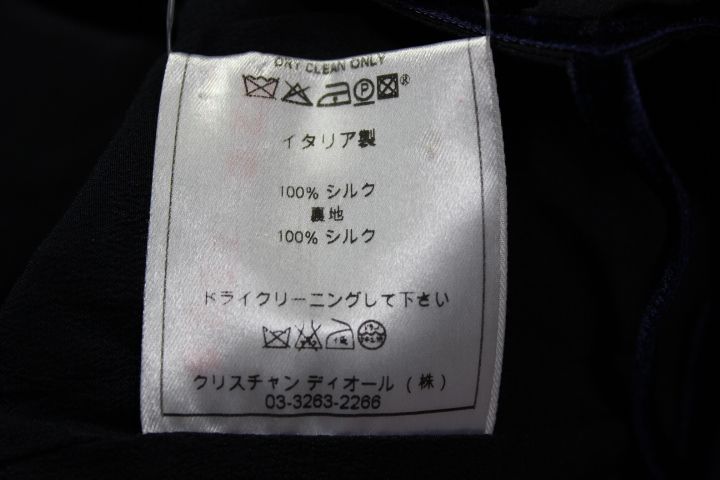 DRY CLEAN ONLY
P ®
イタリア製
100% シルク
裏地
100% シルク
ドライクリーニングして下さい
クリスチャン ディオール (株)
03-3263-2266